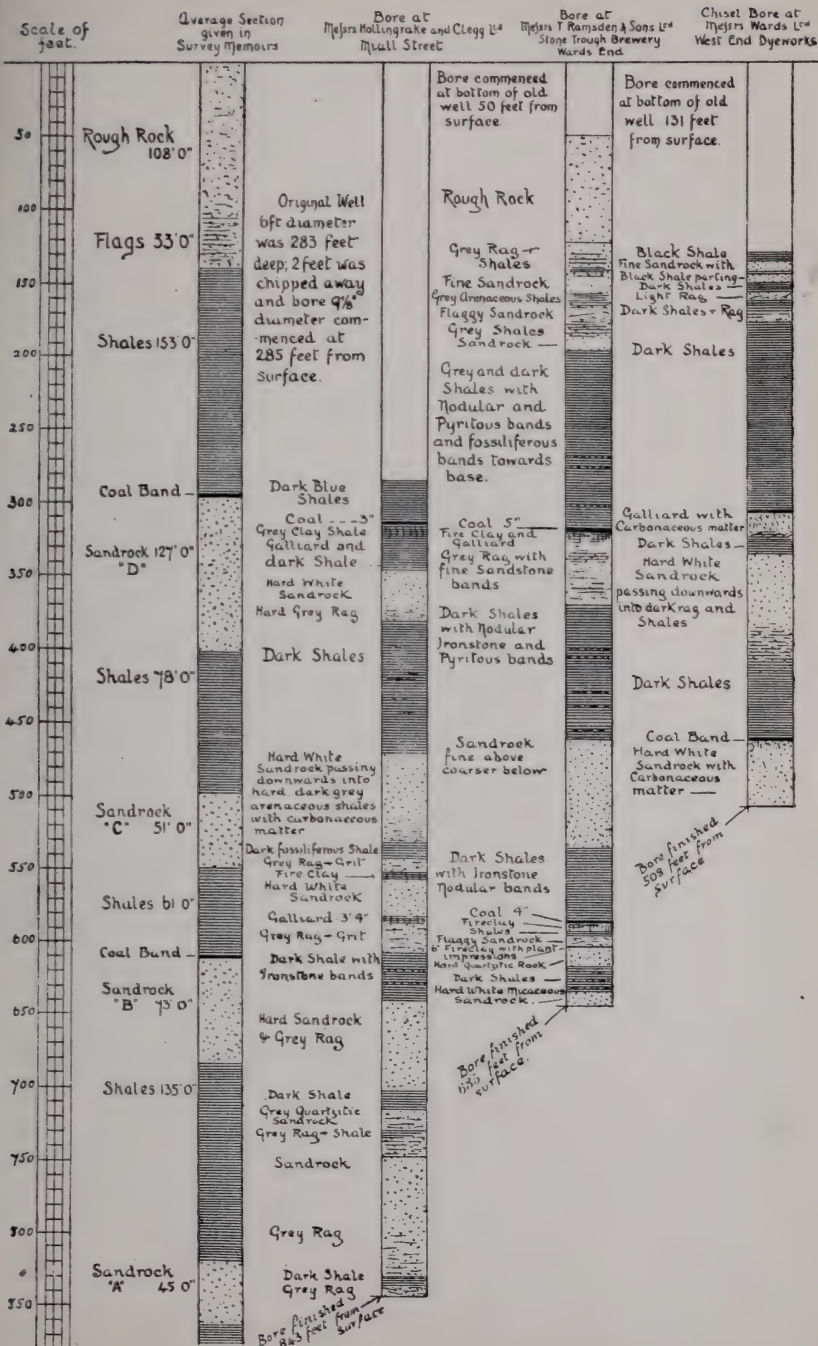 Scale of
feet.
50
100
150
200
250
300
350
400
450
500
550
600
650
700
750
800
850
Average Section
given in
Survey Memoirs
Rough Rock
108' 0"
Flags 33' 0"
Shales 153' 0"
Coal Band
Sandrock 127' 0"
"D"
Shales 78' 0"
Sandrock
"C" 51' 0"
Shales 61' 0"
Coal Band
Sandrock
"B" 73' 0"
Shales 135' 0"
Sandrock
"A" 45' 0"
Bore at
Messrs Hollingrake and Clegg Ltd
Miall Street
Original Well
6ft diameter
was 283 feet
deep; 2 feet was
chipped away
and bore 9⅝"
diameter com-
-menced at
285 feet from
surface.
Dark Blue
Shales
Coal --- 3"
Grey Clay Shale
Galliard and
dark Shale
Hard White
Sandrock
Hard Grey Rag
Dark Shales
Hard White
Sandrock passing
downwards into
hard dark grey
arenaceous shales
with carbonaceous
matter
Dark fossiliferous Shale
Grey Rag-Grit
Fire Clay
Hard White
Sandrock
Galliard 3' 4"
Grey Rag-Grit
Dark Shale with
Ironstone bands
Hard Sandrock
& Grey Rag
Dark Shale
Grey Quartzitic
Sandrock
Grey Rag-Shale
Sandrock
Grey Rag
Dark Shale
Grey Rag
Bore finished
843 feet from
surface
Bore at
Messrs T Ramsden & Sons Ltd
Stone Trough Brewery
Wards End
Bore commenced
at bottom of old
well 50 feet from
surface.
Rough Rock
Grey Rag +
Shales
Fine Sandrock
Grey Arenaceous Shales
Flaggy Sandrock
Grey Shales
Sandrock
Grey and dark
Shales with
Nodular and
Pyritous bands
and fossiliferous
bands towards
base.
Coal 5"
Fire Clay and
Galliard
Grey Rag with
fine Sandstone
bands
Dark Shales
with Nodular
Ironstone and
Pyritous bands
Sandrock
fine above
coarser below
Dark Shales
with Ironstone
Nodular bands
Coal 4"
Fireclay
Shales
Flaggy Sandrock
& Fireclay with plant
impressions
Hard Quartzitic Rock
Dark Shales
Hard White Micaceous
Sandrock
Bore finished
feet from
surface.
Chisel Bore at
Messrs Wards Ltd
West End Dyeworks
Bore commenced
at bottom of old
well 131 feet
from surface.
Black Shale
Fine Sandrock with
Black Shale parting
Dark Shales
Light Rag
Dark Shales + Rag
Dark Shales
Galliard with
Carbonaceous matter
Dark Shales
Hard White
Sandrock
passing downwards
into dark rag and
Shales
Dark Shales
Coal Band
Hard White
Sandrock with
Carbonaceous
matter
Bore finished
508 feet from
surface